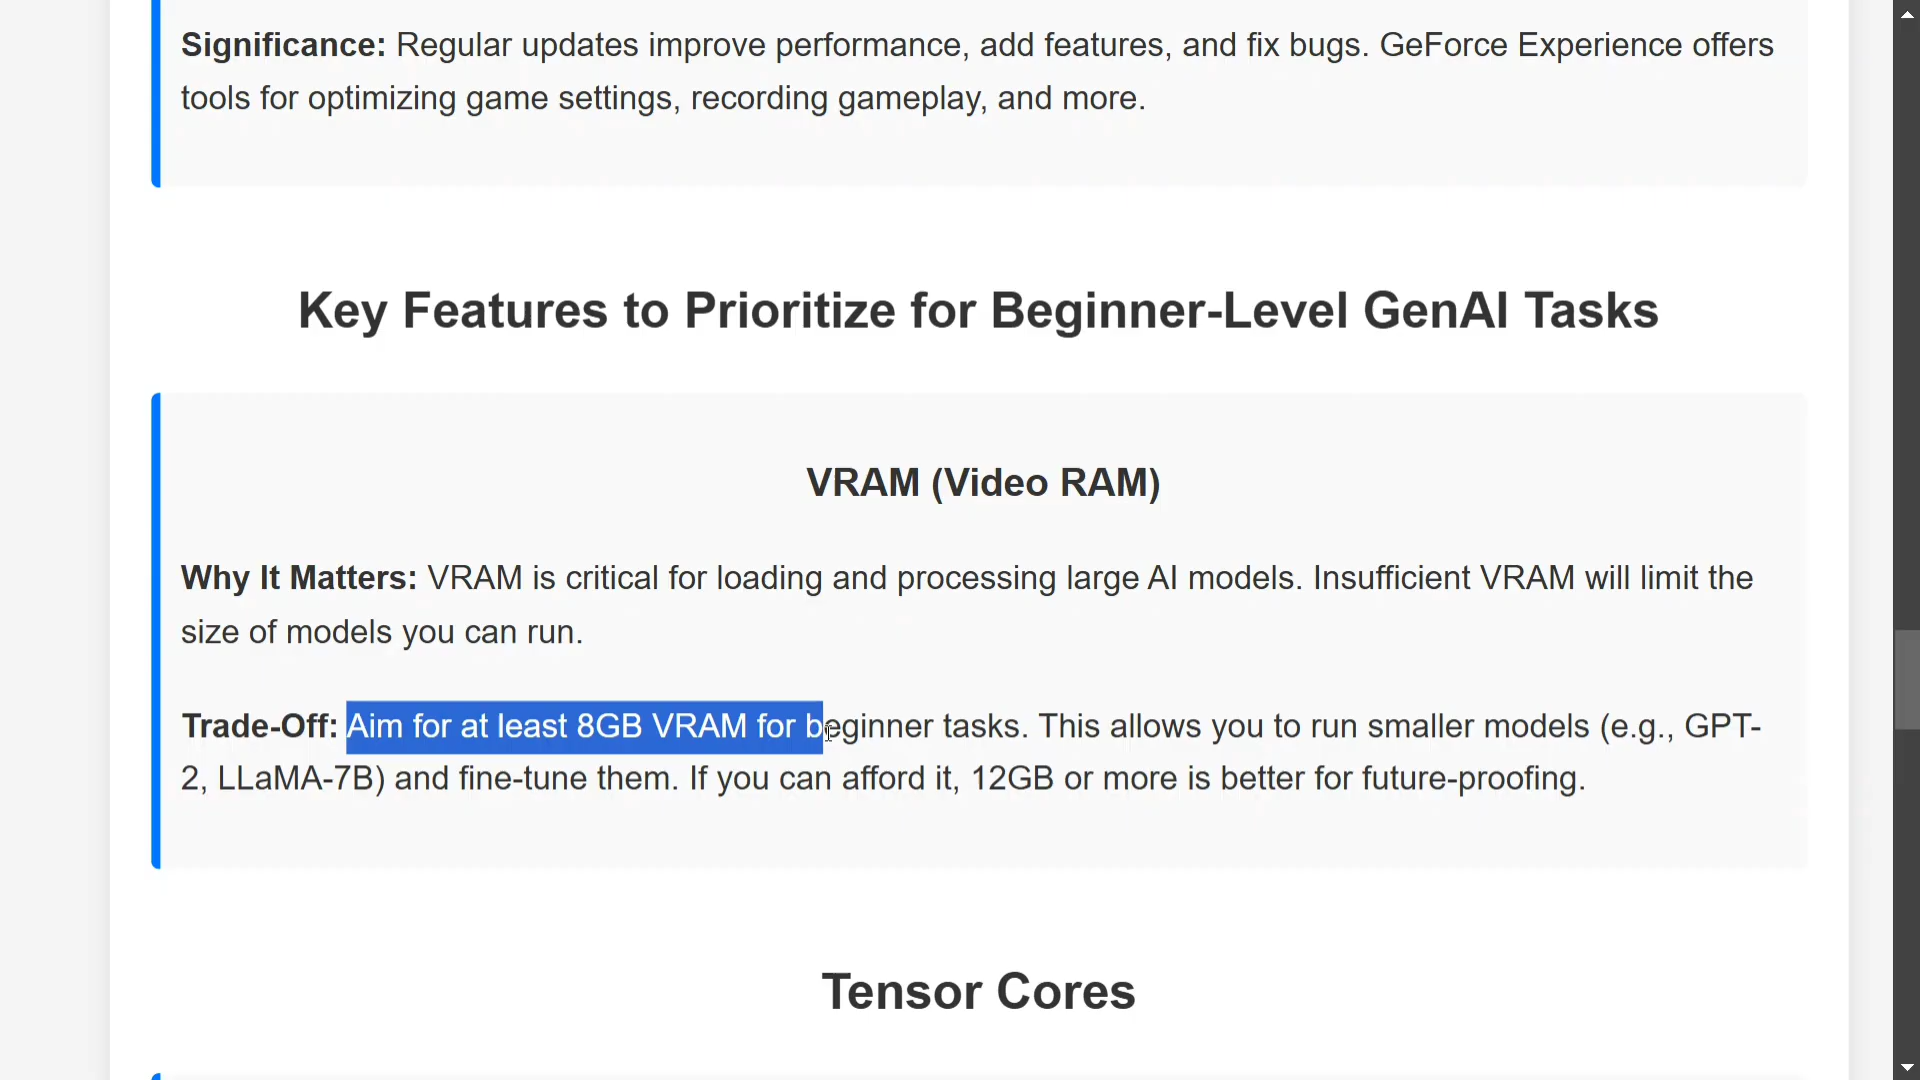 Significance: Regular updates improve performance, add features, and fix bugs. GeForce Experience offers
tools for optimizing game settings, recording gameplay, and more.
Key Features to Prioritize for Beginner-Level GenAI Tasks
VRAM (Video RAM)
Why It Matters: VRAM is critical for loading and processing large AI models. Insufficient VRAM will limit the
size of models you can run.
Trade-Off: Aim for at least 8GB VRAM for beginner tasks. This allows you to run smaller models (e.g., GPT-
2, LLaMA-7B) and fine-tune them. If you can afford it, 12GB or more is better for future-proofing.
Tensor Cores